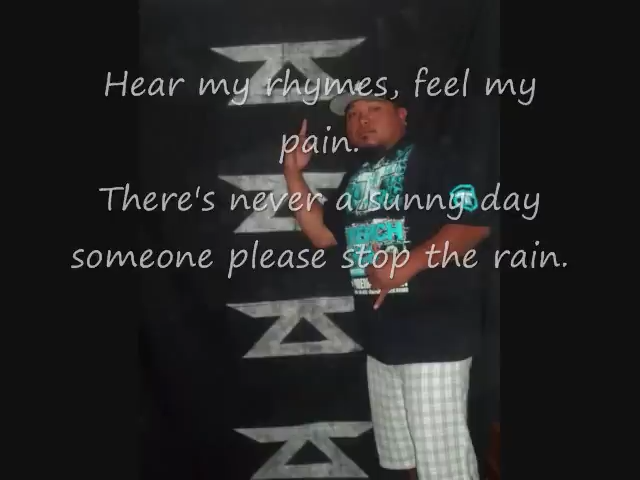 Hear my rhymes, feel my
pain.
There's never a sunny day
someone please stop the rain.